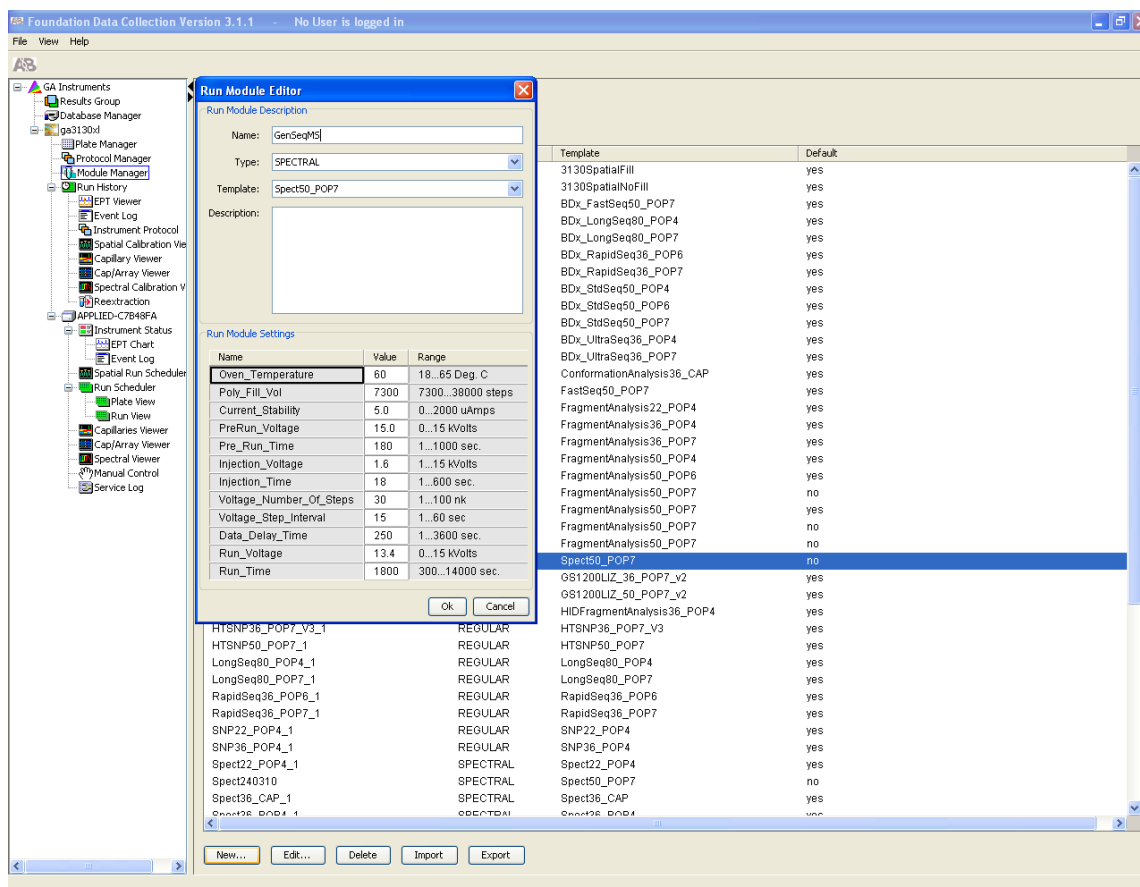 Foundation Data Collection Version 3.1.1 - No User is logged in
File View Help
AB
GA Instruments
Results Group
Database Manager
ga3130xl
Plate Manager
Protocol Manager
Module Manager
Run History
EPT Viewer
Event Log
Instrument Protocol
Spatial Calibration Vie
Capillary Viewer
Cap/Array Viewer
Spectral Calibration V
Reextraction
APPLIED-C7B48FA
Instrument Status
EPT Chart
Event Log
Spatial Run Scheduler
Run Scheduler
Plate View
Run View
Capillaries Viewer
Cap/Array Viewer
Spectral Viewer
Manual Control
Service Log
Run Module Editor
Run Module Description
Name: GenSeqMS
Type: SPECTRAL
Template: Spect50_POP7
Description:
Run Module Settings
Name Value Range
Oven_Temperature 60 18...65 Deg. C
Poly_Fill_Vol 7300 7300...38000 steps
Current_Stability 5.0 0...2000 uAmps
PreRun_Voltage 15.0 0...15 kVolts
Pre_Run_Time 180 1...1000 sec.
Injection_Voltage 1.6 1...15 kVolts
Injection_Time 18 1...600 sec.
Voltage_Number_Of_Steps 30 1...100 nk
Voltage_Step_Interval 15 1...60 sec
Data_Delay_Time 250 1...3600 sec.
Run_Voltage 13.4 0...15 kVolts
Run_Time 1800 300...14000 sec.
Ok Cancel
Template Default
3130SpatialFill yes
3130SpatialNoFill yes
BDx_FastSeq50_POP7 yes
BDx_LongSeq80_POP4 yes
BDx_LongSeq80_POP7 yes
BDx_RapidSeq36_POP6 yes
BDx_RapidSeq36_POP7 yes
BDx_StdSeq50_POP4 yes
BDx_StdSeq50_POP6 yes
BDx_StdSeq50_POP7 yes
BDx_UltraSeq36_POP4 yes
BDx_UltraSeq36_POP7 yes
ConformationAnalysis36_CAP yes
FastSeq50_POP7 yes
FragmentAnalysis22_POP4 yes
FragmentAnalysis36_POP4 yes
FragmentAnalysis36_POP7 yes
FragmentAnalysis50_POP4 yes
FragmentAnalysis50_POP6 yes
FragmentAnalysis50_POP7 no
FragmentAnalysis50_POP7 yes
FragmentAnalysis50_POP7 no
FragmentAnalysis50_POP7 no
Spect50_POP7 no
GS1200LIZ_36_POP7_v2 yes
GS1200LIZ_50_POP7_v2 yes
HIDFragmentAnalysis36_POP4 yes
HTSNP36_POP7_V3_1 REGULAR HTSNP36_POP7_V3 yes
HTSNP50_POP7_1 REGULAR HTSNP50_POP7 yes
LongSeq80_POP4_1 REGULAR LongSeq80_POP4 yes
LongSeq80_POP7_1 REGULAR LongSeq80_POP7 yes
RapidSeq36_POP6_1 REGULAR RapidSeq36_POP6 yes
RapidSeq36_POP7_1 REGULAR RapidSeq36_POP7 yes
SNP22_POP4_1 REGULAR SNP22_POP4 yes
SNP36_POP4_1 REGULAR SNP36_POP4 yes
Spect22_POP4_1 SPECTRAL Spect22_POP4 yes
Spect240310 SPECTRAL Spect50_POP7 no
Spect36_CAP_1 SPECTRAL Spect36_CAP yes
Spect36_POP4_1 SPECTRAL Spect36_POP4 yes
New... Edit... Delete Import Export